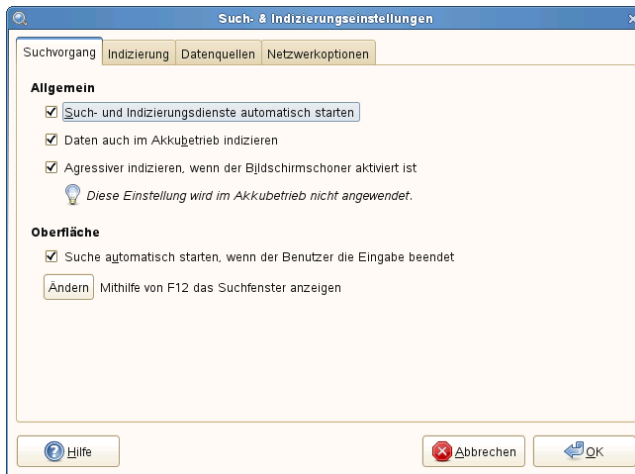 Such- & Indizierungseinstellungen
Suchvorgang Indizierung Datenquellen Netzwerkoptionen
Allgemein
Such- und Indizierungsdienste automatisch starten
Daten auch im Akkubetrieb indizieren
Agressiver indizieren, wenn der Bildschirmschoner aktiviert ist
Diese Einstellung wird im Akkubetrieb nicht angewendet.
Oberfläche
Suche automatisch starten, wenn der Benutzer die Eingabe beendet
Ändern Mithilfe von F12 das Suchfenster anzeigen
Hilfe Abbrechen OK